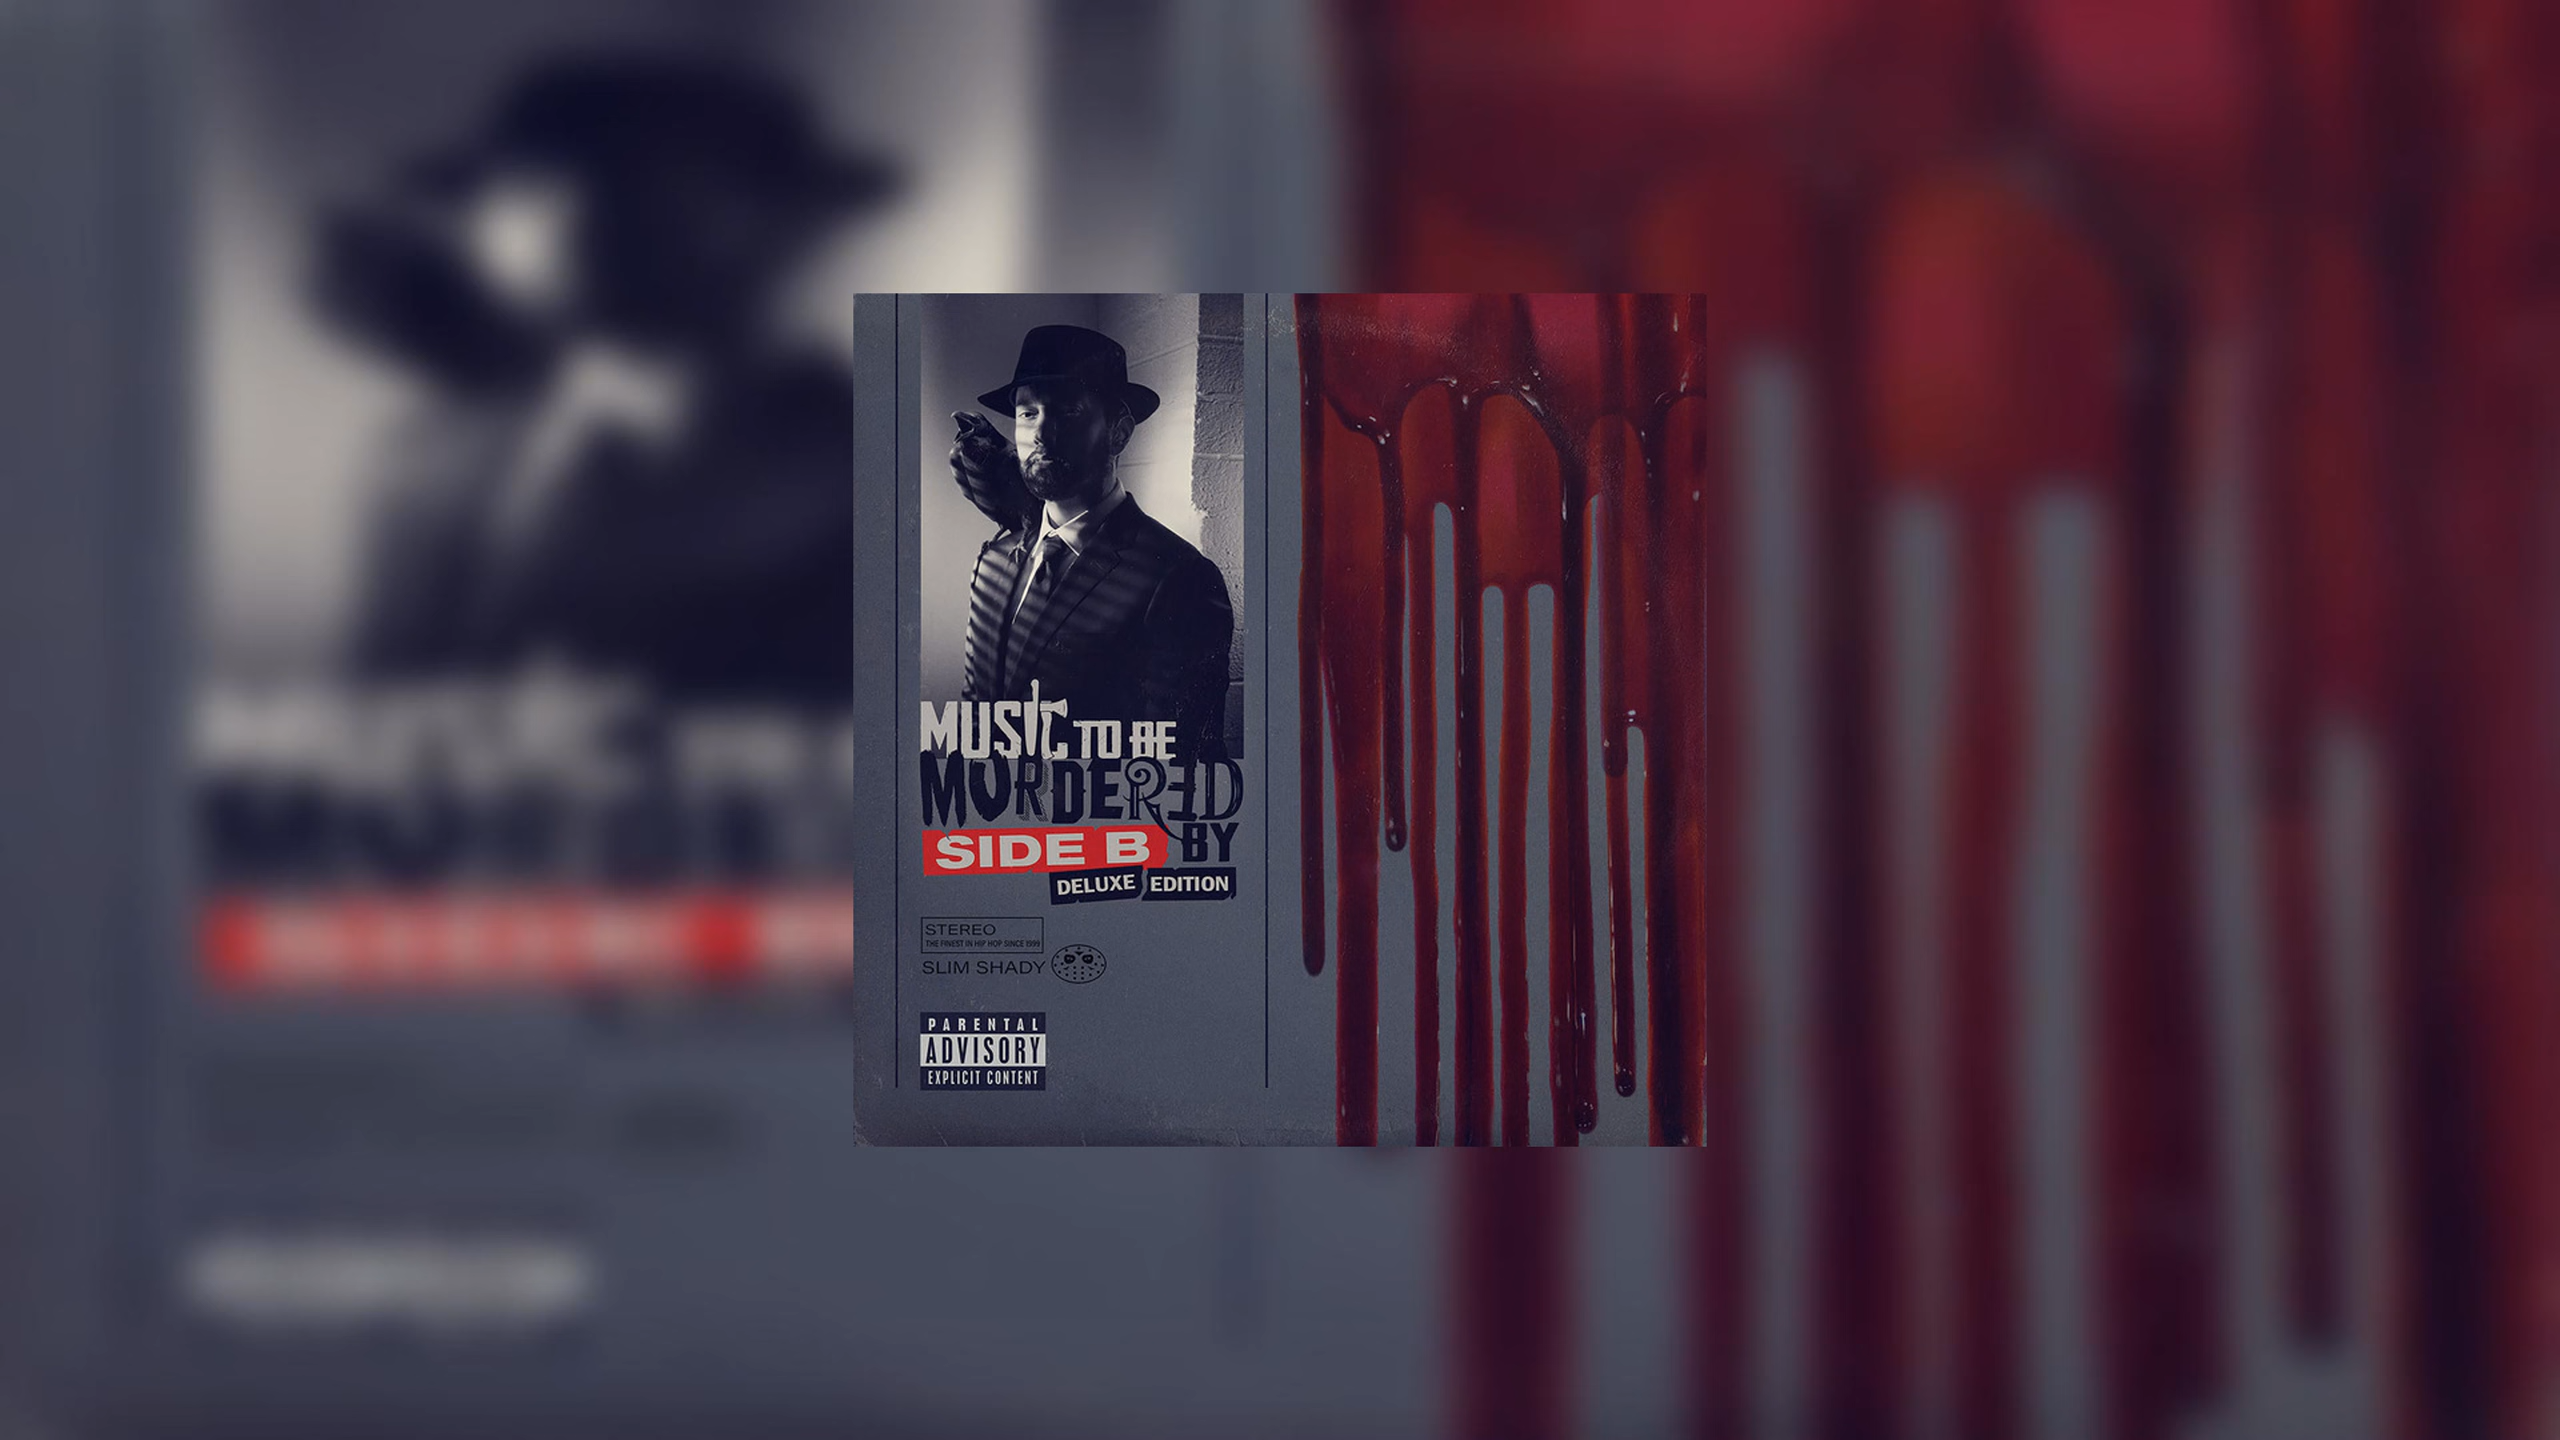 MUSIC TO BE
MURDERED
SIDE B BY
DELUXE EDITION
STEREO
THE FINEST IN HIP HOP SINCE 1999
SLIM SHADY
PARENTAL
ADVISORY
EXPLICIT CONTENT